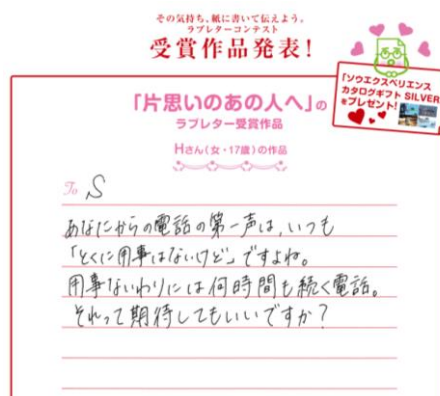 その気持ち、紙に書いて伝えよう。
ラブレターコンテスト
受賞作品発表!
「ソウエクスペリエンス
カタログギフト SILVER」
をプレゼント!
「片思いのあの人へ」の
ラブレター受賞作品
Hさん(女・17歳)の作品
To S
あなたからの電話の第一声は、いつも
「とくに用事はないけど」ですよね。
用事ないわりには何時間も続く電話。
それって期待してもいいですか?